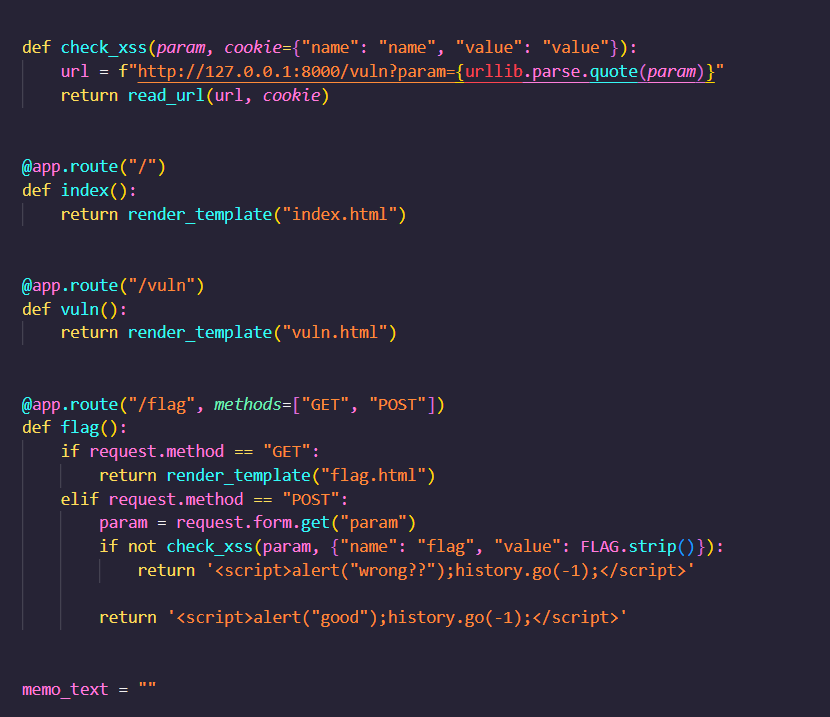 def check_xss(param, cookie={"name": "name", "value": "value"}):
    url = f"http://127.0.0.1:8000/vuln?param={urllib.parse.quote(param)}"
    return read_url(url, cookie)
@app.route("/")
def index():
    return render_template("index.html")
@app.route("/vuln")
def vuln():
    return render_template("vuln.html")
@app.route("/flag", methods=["GET", "POST"])
def flag():
    if request.method == "GET":
        return render_template("flag.html")
    elif request.method == "POST":
        param = request.form.get("param")
        if not check_xss(param, {"name": "flag", "value": FLAG.strip()}):
            return '<script>alert("wrong??");history.go(-1);</script>'
        return '<script>alert("good");history.go(-1);</script>'
memo_text = ""